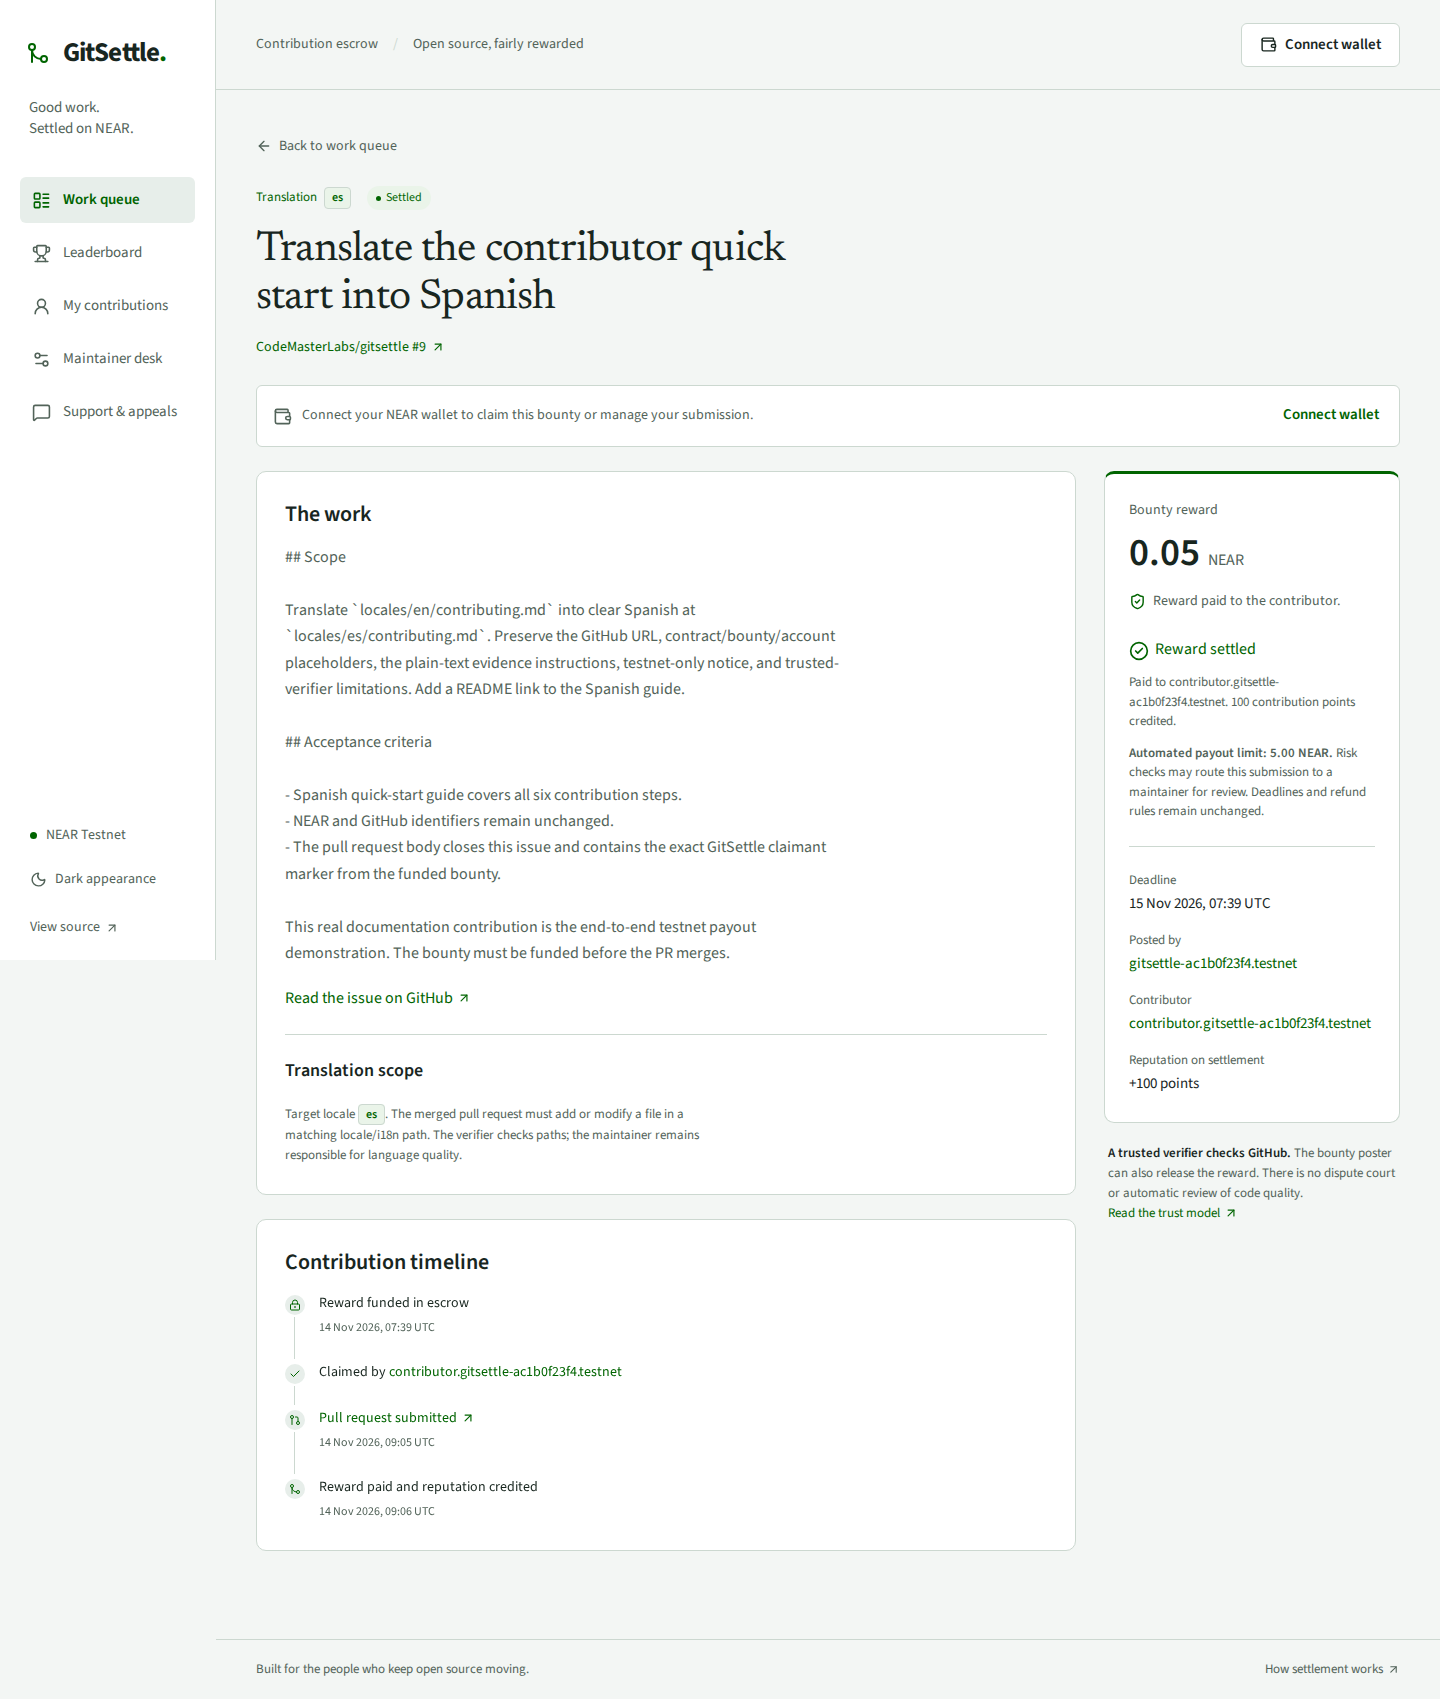 GitSettle.
Good work.
Settled on NEAR.
Work queue
Leaderboard
My contributions
Maintainer desk
Support & appeals
NEAR Testnet
Dark appearance
View source
Contribution escrow / Open source, fairly rewarded
Connect wallet
Back to work queue
Translation es Settled
Translate the contributor quick
start into Spanish
CodeMasterLabs/gitsettle #9
Connect your NEAR wallet to claim this bounty or manage your submission.
Connect wallet
The work
## Scope
Translate `locales/en/contributing.md` into clear Spanish at
`locales/es/contributing.md`. Preserve the GitHub URL, contract/bounty/account
placeholders, the plain-text evidence instructions, testnet-only notice, and trusted-
verifier limitations. Add a README link to the Spanish guide.
## Acceptance criteria
- Spanish quick-start guide covers all six contribution steps.
- NEAR and GitHub identifiers remain unchanged.
- The pull request body closes this issue and contains the exact GitSettle claimant
marker from the funded bounty.
This real documentation contribution is the end-to-end testnet payout
demonstration. The bounty must be funded before the PR merges.
Read the issue on GitHub
Translation scope
Target locale es. The merged pull request must add or modify a file in a
matching locale/i18n path. The verifier checks paths; the maintainer remains
responsible for language quality.
Contribution timeline
Reward funded in escrow
14 Nov 2026, 07:39 UTC
Claimed by contributor.gitsettle-ac1b0f23f4.testnet
Pull request submitted
14 Nov 2026, 09:05 UTC
Reward paid and reputation credited
14 Nov 2026, 09:06 UTC
Bounty reward
0.05 NEAR
Reward paid to the contributor.
Reward settled
Paid to contributor.gitsettle-
ac1b0f23f4.testnet. 100 contribution points
credited.
Automated payout limit: 5.00 NEAR. Risk
checks may route this submission to a
maintainer for review. Deadlines and refund
rules remain unchanged.
Deadline
15 Nov 2026, 07:39 UTC
Posted by
gitsettle-ac1b0f23f4.testnet
Contributor
contributor.gitsettle-ac1b0f23f4.testnet
Reputation on settlement
+100 points
A trusted verifier checks GitHub. The bounty poster
can also release the reward. There is no dispute court
or automatic review of code quality.
Read the trust model
Built for the people who keep open source moving.
How settlement works